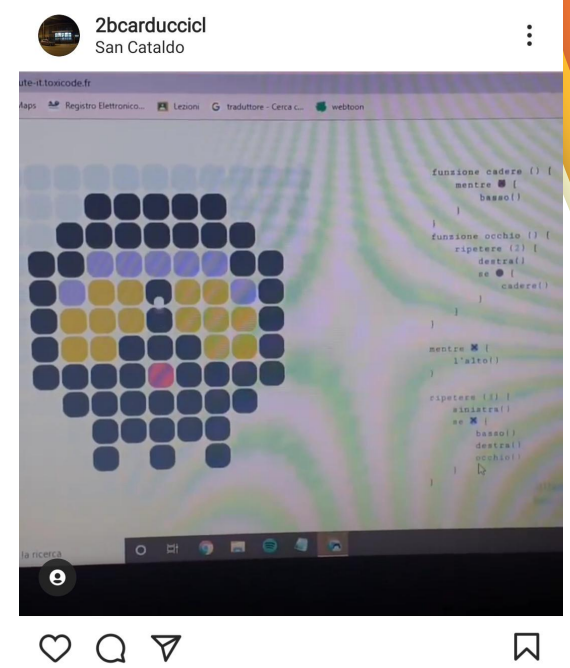 2bcarduccicl
San Cataldo
ute-it.toxicode.fr
Maps Registro Elettronico... Lezioni traduttore - Cerca c... webtoon
funzione cadere () {
mentre {
basso()
}
}
funzione occhio () {
ripetere (2) {
destra()
se {
cadere()
}
}
}
mentre {
l'alto()
}
ripetere () {
sinistra()
se {
basso()
destra()
occhio()
}
}
la ricerca